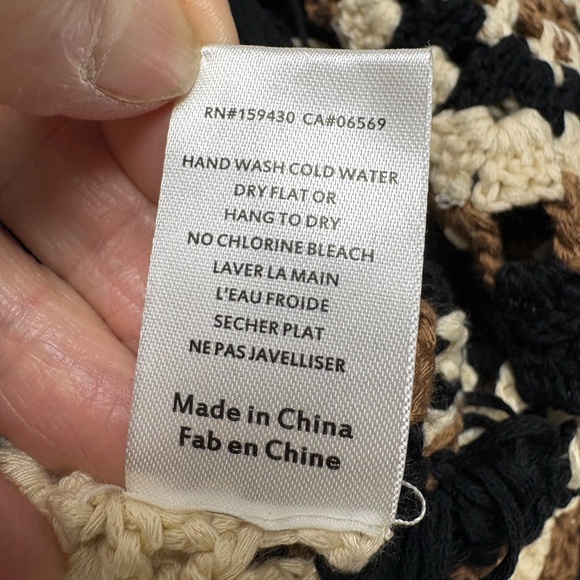 RN#159430 CA#06569
HAND WASH COLD WATER
DRY FLAT OR
HANG TO DRY
NO CHLORINE BLEACH
LAVER LA MAIN
L'EAU FROIDE
SECHER PLAT
NE PAS JAVELLISER
Made in China
Fab en Chine